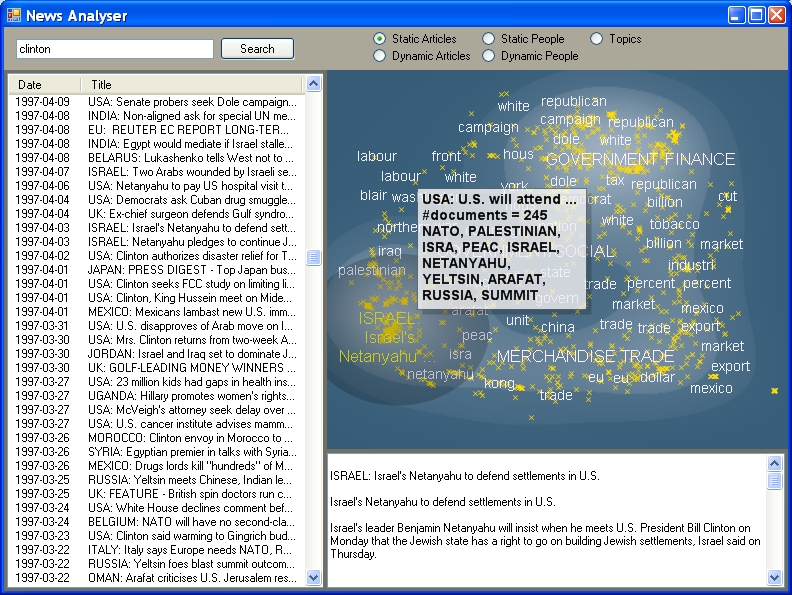 News Analyser
clinton
Search
Static Articles
Static People
Topics
Dynamic Articles
Dynamic People
Date Title
1997-04-09 USA: Senate probers seek Dole campaign...
1997-04-08 INDIA: Non-aligned ask for special UN me...
1997-04-08 EU: REUTER EC REPORT LONG-TER...
1997-04-08 INDIA: Egypt would mediate if Israel stalle...
1997-04-08 BELARUS: Lukashenko tells West not to ...
1997-04-07 ISRAEL: Two Arabs wounded by Israeli se...
1997-04-06 USA: Netanyahu to pay US hospital visit t...
1997-04-04 USA: Democrats ask Cuban drug smuggle...
1997-04-04 UK: Ex-chief surgeon defends Gulf syndro...
1997-04-03 ISRAEL: Israel's Netanyahu to defend sett...
1997-04-03 ISRAEL: Netanyahu pledges to continue J...
1997-04-02 USA: Clinton authorizes disaster relief for T...
1997-04-01 JAPAN: PRESS DIGEST - Top Japan bus...
1997-04-01 USA: Clinton seeks FCC study on limiting li...
1997-04-01 USA: Clinton, King Hussein meet on Mide...
1997-04-01 MEXICO: Mexicans lambast new U.S. imm...
1997-03-31 USA: U.S. disapproves of Arab move on I...
1997-03-30 USA: Mrs. Clinton returns from two-week A...
1997-03-30 JORDAN: Israel and Iraq set to dominate J...
1997-03-30 UK: GOLF-LEADING MONEY WINNERS ...
1997-03-27 USA: 23 million kids had gaps in health ins...
1997-03-27 UGANDA: Hillary promotes women's rights...
1997-03-27 USA: McVeigh's attorney seek delay over ...
1997-03-27 USA: U.S. cancer institute advises mamm...
1997-03-26 MOROCCO: Clinton envoy in Morocco to ...
1997-03-26 SYRIA: Egyptian premier in talks with Syria...
1997-03-26 MEXICO: Drugs lords kill "hundreds" of M...
1997-03-25 RUSSIA: Yeltsin meets Chinese, Indian le...
1997-03-25 UK: FEATURE - British spin doctors run c...
1997-03-24 USA: White House declines comment bef...
1997-03-24 BELGIUM: NATO will have no second-cla...
1997-03-23 USA: Clinton said warming to Gingrich bud...
1997-03-22 ITALY: Italy says Europe needs NATO, R...
1997-03-22 RUSSIA: Yeltsin foes blast summit outcom...
1997-03-22 OMAN: Arafat criticises U.S. Jerusalem res...
white republican
campaign campaign republican
dole white
labour front hous GOVERNMENT FINANCE
labour white dole tax republican
blair york billion cut
USA: U.S. will attend ...
#documents = 245
NATO, PALESTINIAN,
ISRA, PEAC, ISRAEL,
NETANYAHU,
YELTSIN, ARAFAT,
RUSSIA, SUMMIT
white tobacco
billion market
iraq SOCIAL
palestinian state industri
trade percent percent
govern market mexico
arafat
ISRAEL: unit china trade trade export
Israel's peac market
Netanyahu ... isra MERCHANDISE TRADE
export
netanyahu kong eu eu dollar
trade mexico
ISRAEL: Israel's Netanyahu to defend settlements in U.S.
Israel's Netanyahu to defend settlements in U.S.
Israel's leader Benjamin Netanyahu will insist when he meets U.S. President Bill Clinton on
Monday that the Jewish state has a right to go on building Jewish settlements, Israel said on
Thursday.